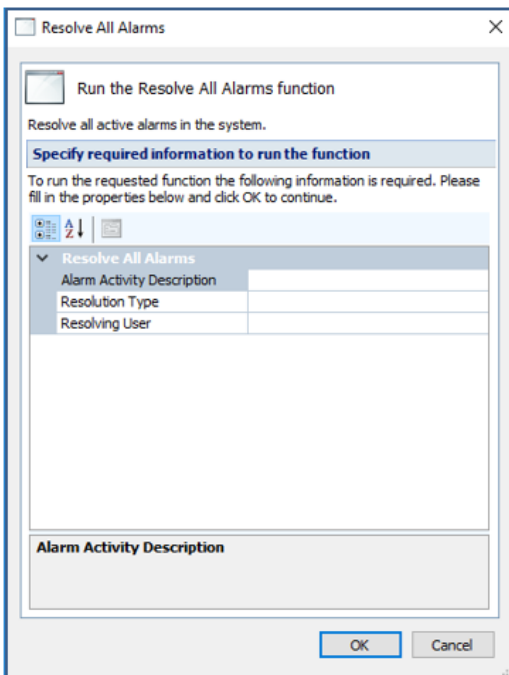 Resolve All Alarms
Run the Resolve All Alarms function
Resolve all active alarms in the system.
Specify required information to run the function
To run the requested function the following information is required. Please
fill in the properties below and click OK to continue.
Resolve All Alarms
Alarm Activity Description
Resolution Type
Resolving User
Alarm Activity Description
OK Cancel